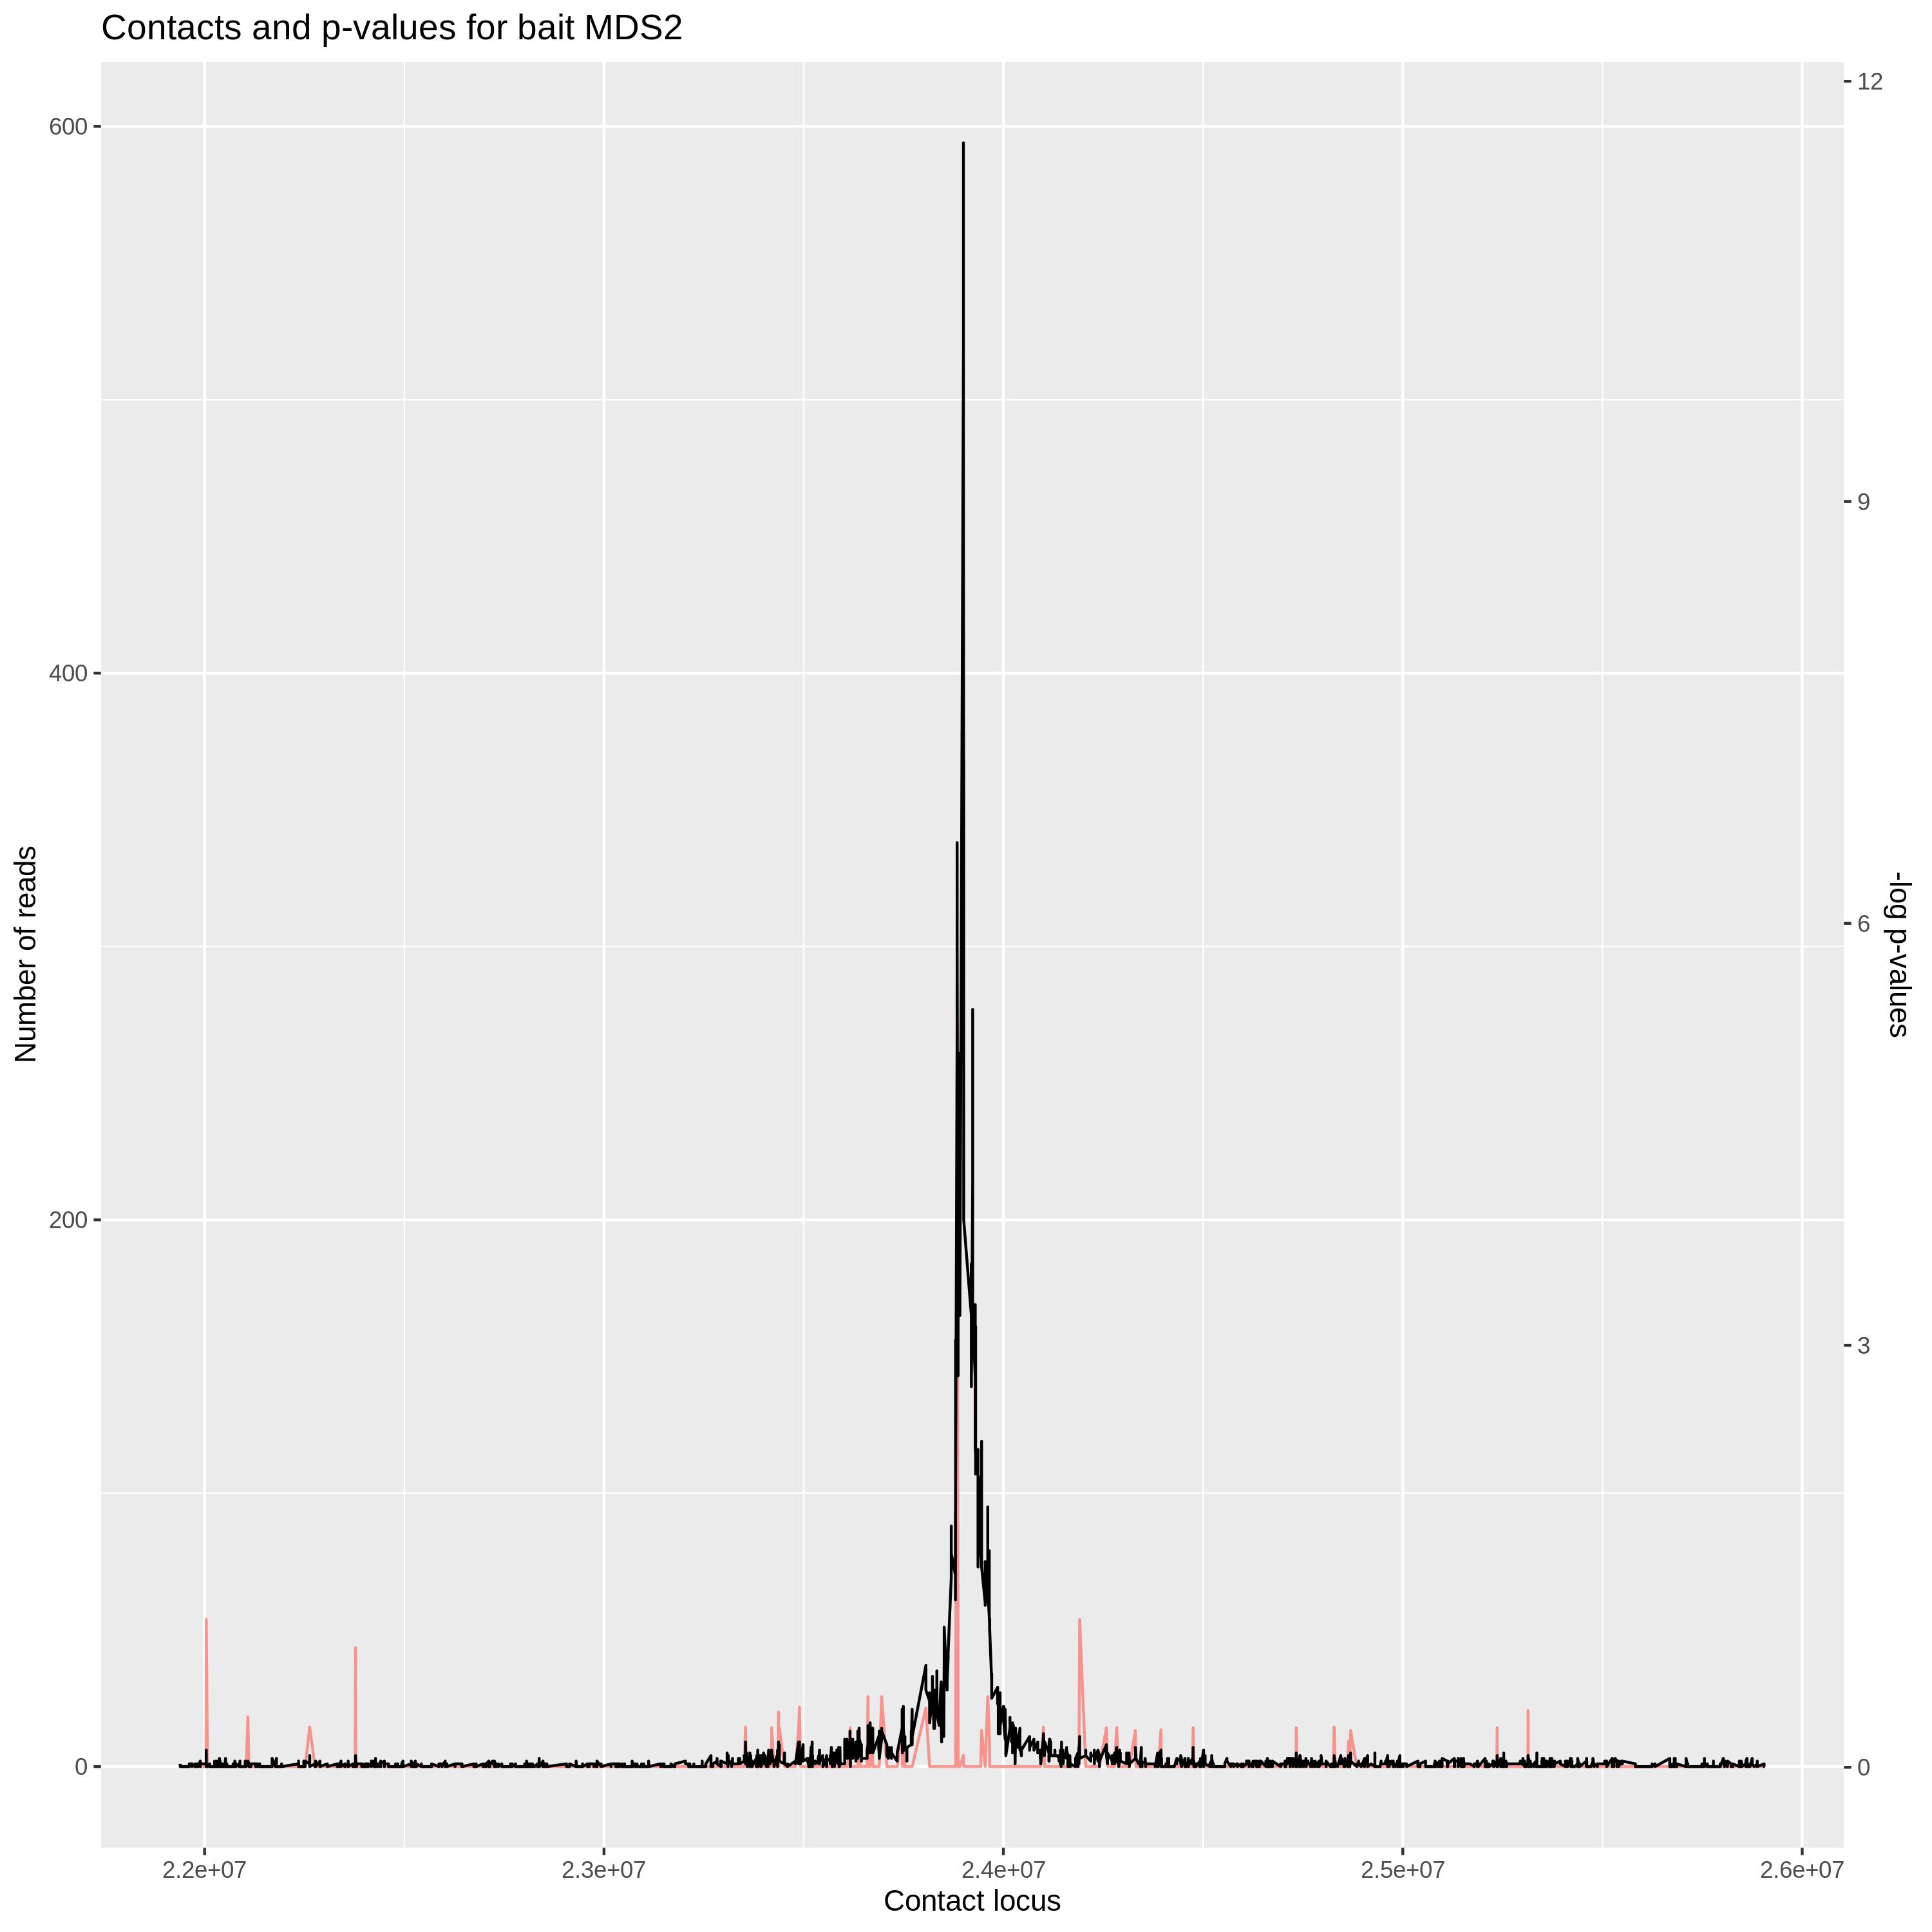 Contacts and p-values for bait MDS2
12
600
9
400
6
Number of reads
-log p-values
200
3
0
0
2.2e+07
2.3e+07
2.4e+07
2.5e+07
2.6e+07
Contact locus